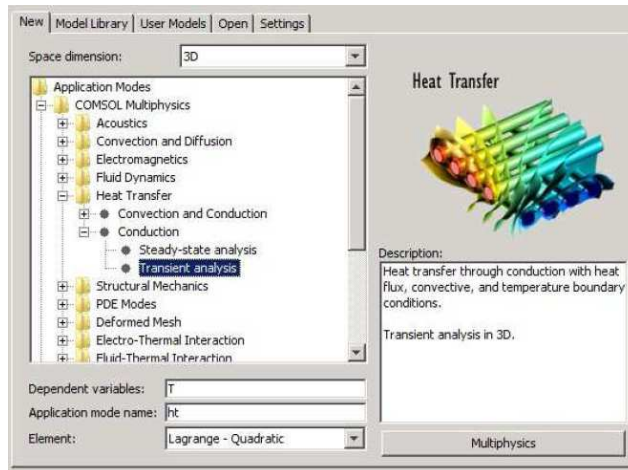 New Model Library User Models Open Settings
Space dimension: 3D
Application Modes
COMSOL Multiphysics
Acoustics
Convection and Diffusion
Electromagnetics
Fluid Dynamics
Heat Transfer
Convection and Conduction
Conduction
Steady-state analysis
Transient analysis
Structural Mechanics
PDE Modes
Deformed Mesh
Electro-Thermal Interaction
Fluid-Thermal Interaction
Dependent variables: T
Application mode name: ht
Element: Lagrange - Quadratic
Heat Transfer
Description:
Heat transfer through conduction with heat
flux, convective, and temperature boundary
conditions.
Transient analysis in 3D.
Multiphysics